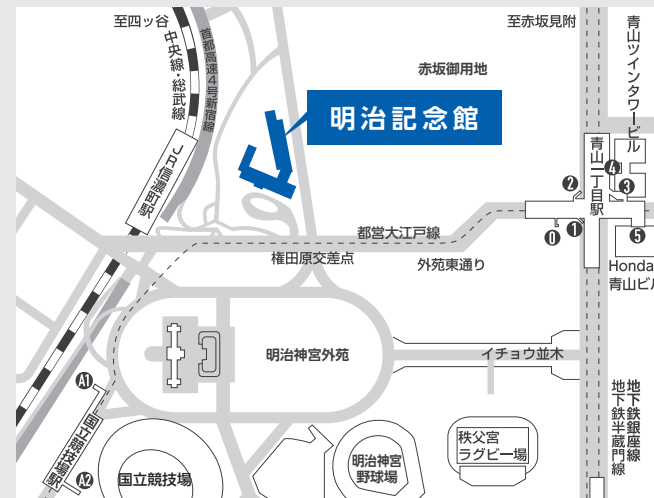 至四ッ谷
中央線・総武線
首都高速4号新宿線
至赤坂見附
青山ツインタワービル
赤坂御用地
明治記念館
JR信濃町駅
青山一丁目駅
4
2
3
0
1
5
都営大江戸線
権田原交差点
外苑東通り
Honda
青山ビル
明治神宮外苑
イチョウ並木
A1
国立競技場駅
A2
国立競技場
明治神宮
野球場
秩父宮
ラグビー場
地下鉄銀座線
地下鉄半蔵門線